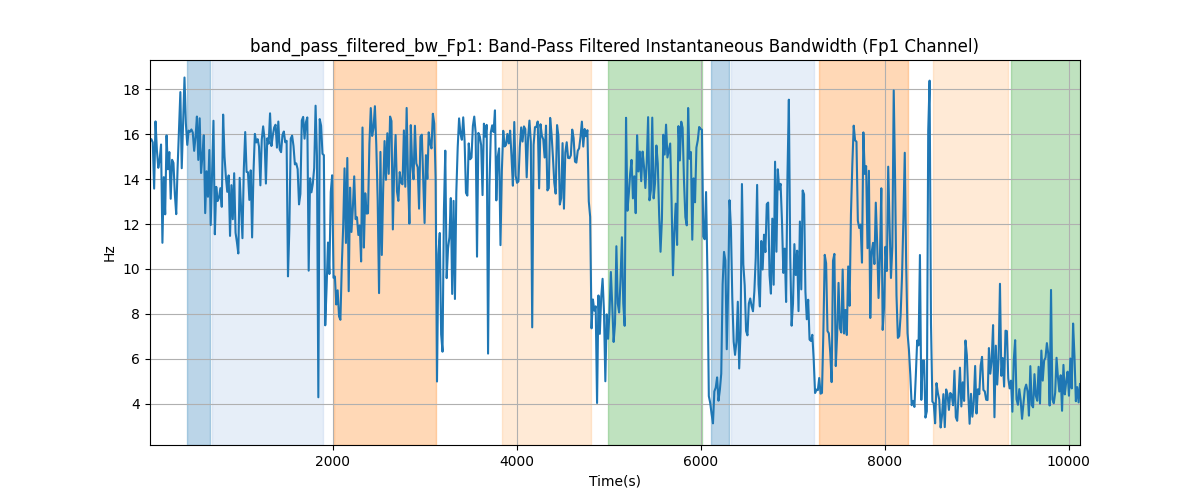 band_pass_filtered_bw_Fp1: Band-Pass Filtered Instantaneous Bandwidth (Fp1 Channel)
18
16
14
12
10
8
6
4
Hz
2000 4000 6000 8000 10000
Time(s)